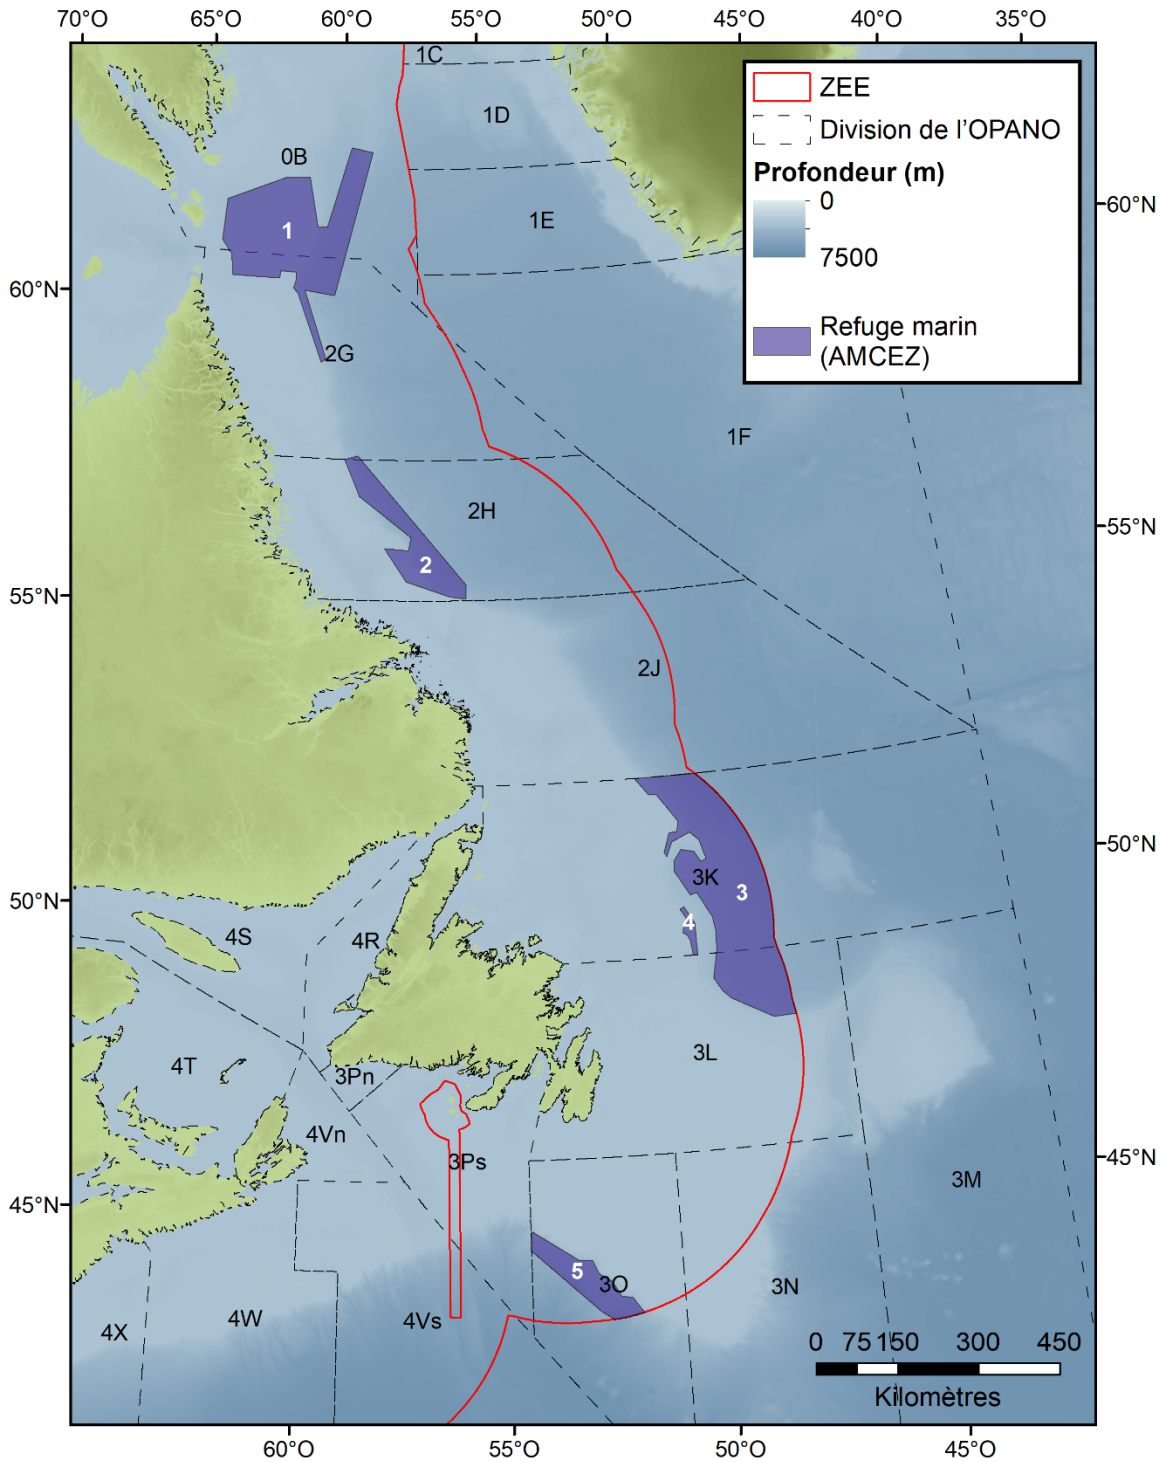 70°O 65°O 60°O 55°O 50°O 45°O 40°O 35°O
1C
ZEE
1D
Division de l'OPANO
0B
Profondeur (m)
0
60°N
1E
1
7500
60°N
Refuge marin
(AMCEZ)
2G
1F
2H
55°N
2
55°N
2J
50°N
3K
3
50°N
4
4S
4R
3L
4T
3Pn
4Vn
3Ps
45°N
3M
45°N
5
3O
3N
4W
4Vs
4X
0 75 150 300 450
Kilomètres
60°O 55°O 50°O 45°O